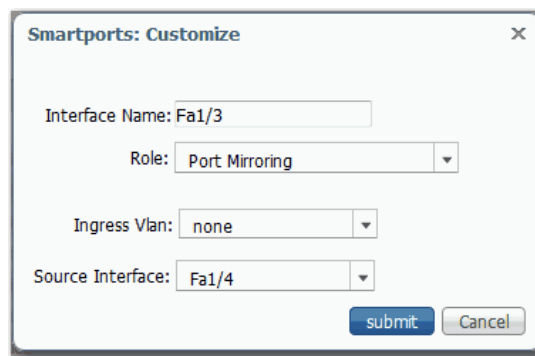 Smartports: Customize
Interface Name: Fa1/3
Role: Port Mirroring
Ingress Vlan: none
Source Interface: Fa1/4
submit Cancel